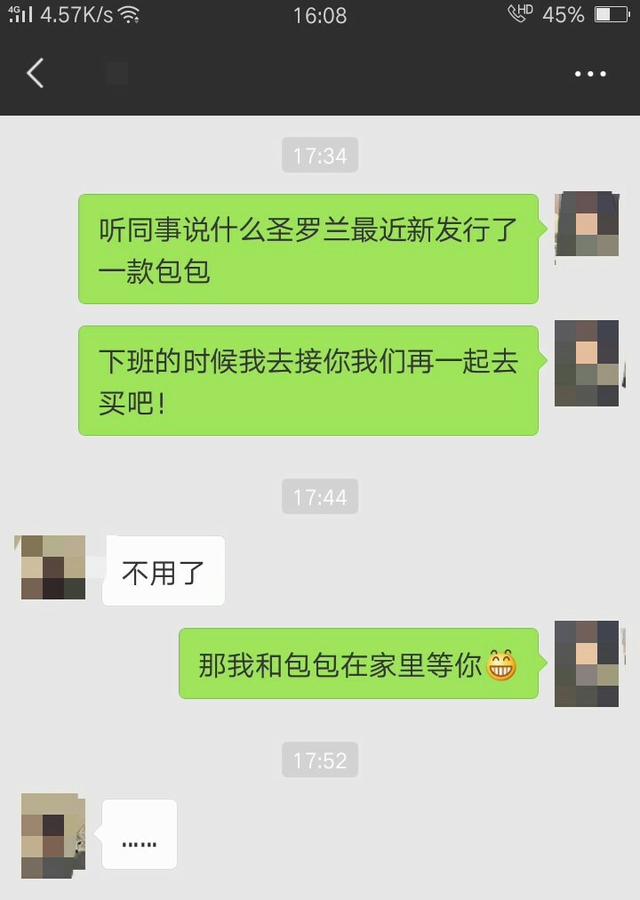 4G 4.57K/s 16:08 HD 45%
17:34
听同事说什么圣罗兰最近新发行了
一款包包
下班的时候我去接你我们再一起去
买吧!
17:44
不用了
那我和包包在家里等你😁
17:52
……